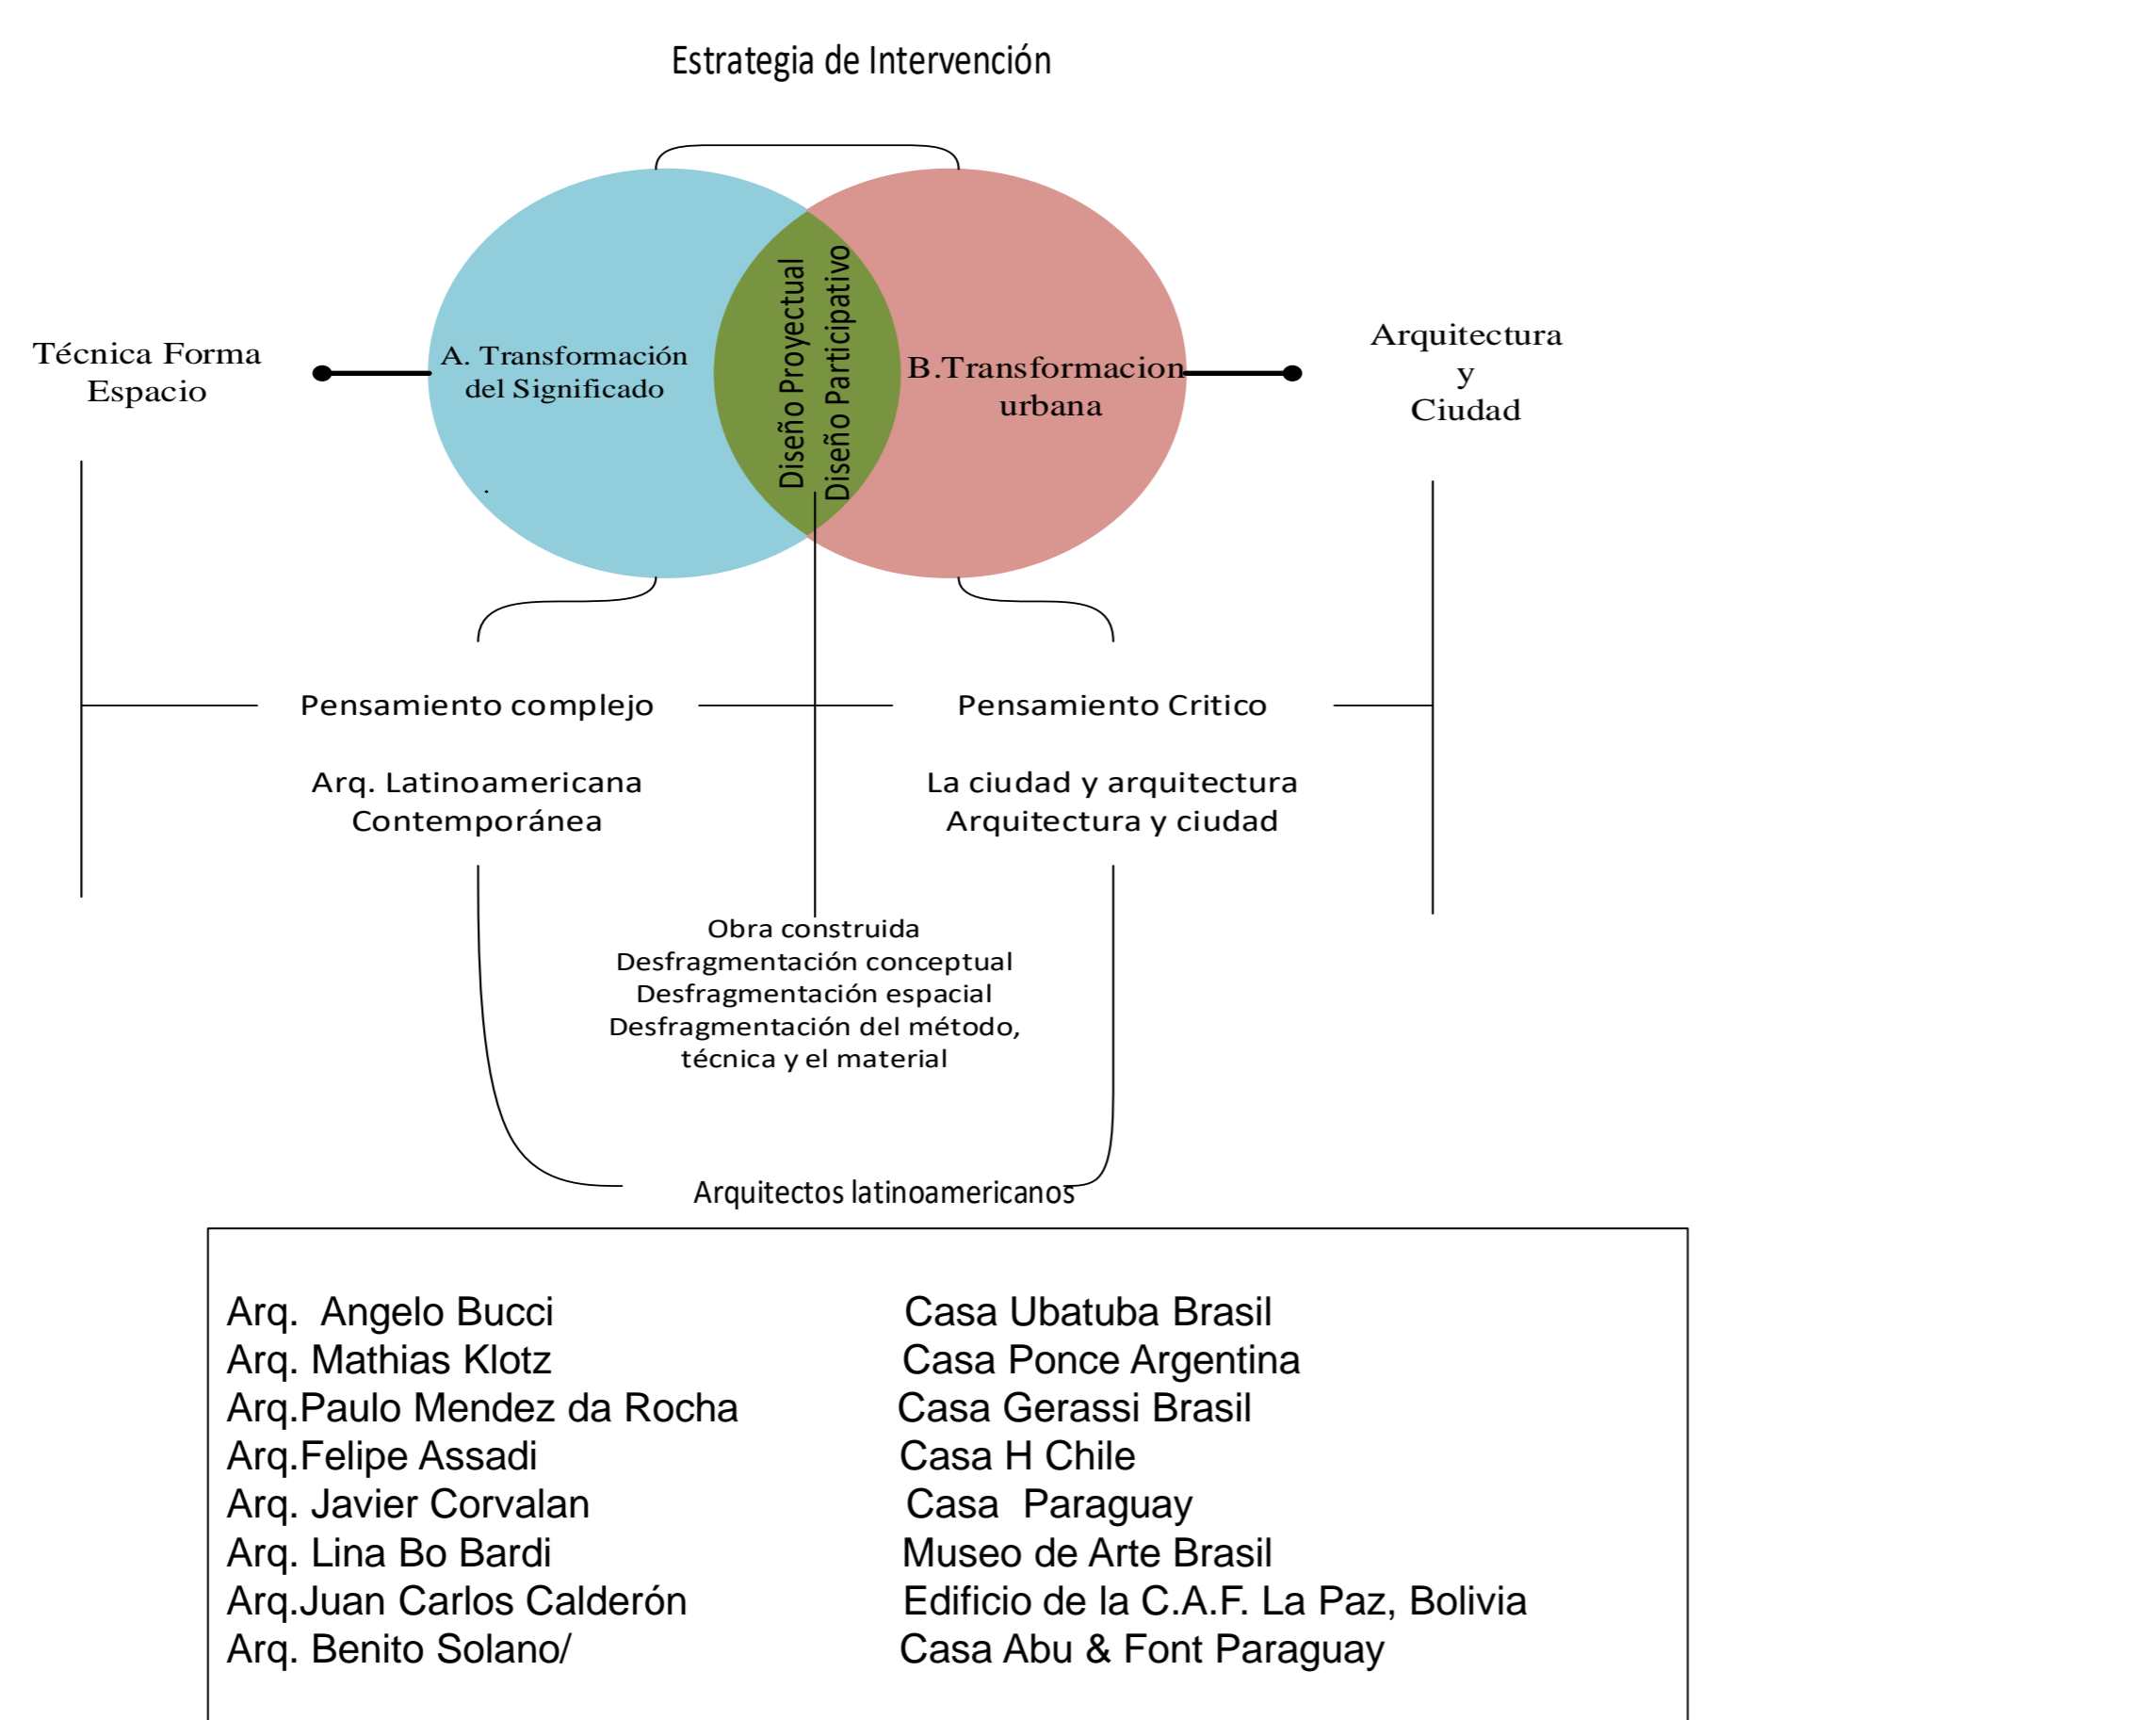 Estrategia de Intervención
Técnica Forma
Espacio
A. Transformación
del Significado
.
Diseño Proyectual
Diseño Participativo
B.Transformacion
urbana
Arquitectura
y
Ciudad
Pensamiento complejo
Arq. Latinoamericana
Contemporánea
Pensamiento Critico
La ciudad y arquitectura
Arquitectura y ciudad
Obra construida
Desfragmentación conceptual
Desfragmentación espacial
Desfragmentación del método,
técnica y el material
Arquitectos latinoamericanos
Arq. Angelo Bucci Casa Ubatuba Brasil
Arq. Mathias Klotz Casa Ponce Argentina
Arq.Paulo Mendez da Rocha Casa Gerassi Brasil
Arq.Felipe Assadi Casa H Chile
Arq. Javier Corvalan Casa Paraguay
Arq. Lina Bo Bardi Museo de Arte Brasil
Arq.Juan Carlos Calderón Edificio de la C.A.F. La Paz, Bolivia
Arq. Benito Solano/ Casa Abu & Font Paraguay